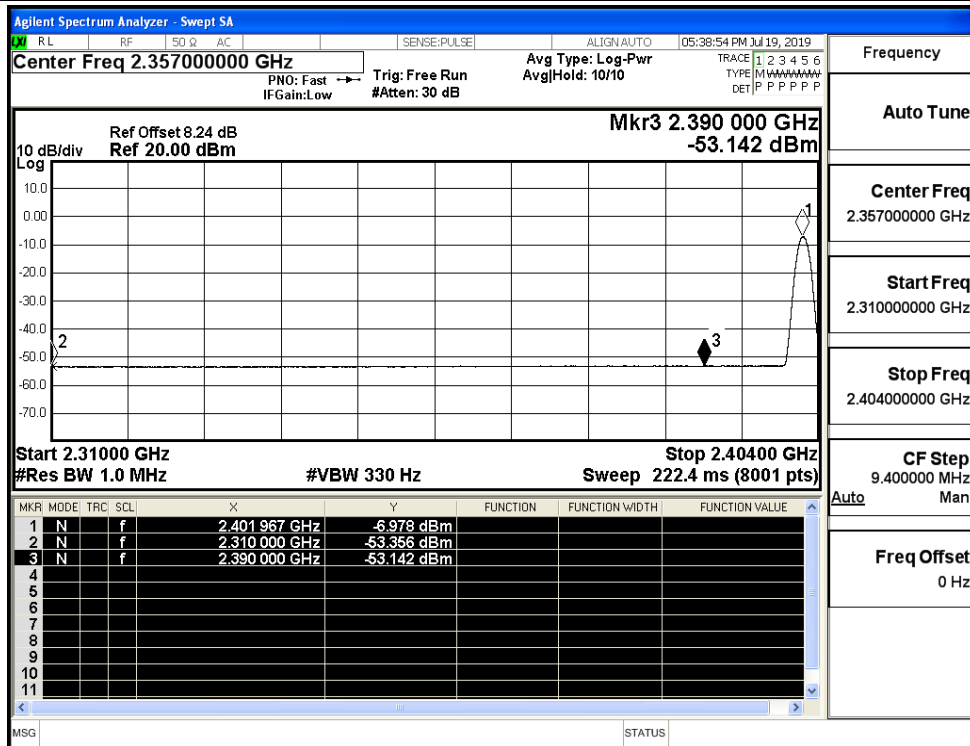 Agilent Spectrum Analyzer - Swept SA
LXI RL RF 50 Ω AC SENSE:PULSE ALIGN AUTO 05:38:54 PM Jul 19, 2019
Center Freq 2.357000000 GHz
PNO: Fast
IFGain:Low
Trig: Free Run
#Atten: 30 dB
Avg Type: Log-Pwr
Avg|Hold: 10/10
TRACE 1 2 3 4 5 6
TYPE M WWWWW
DET P P P P P P
Ref Offset 8.24 dB
10 dB/div Ref 20.00 dBm
Log
Mkr3 2.390 000 GHz
-53.142 dBm
10.0
0.00
-10.0
-20.0
-30.0
-40.0
-50.0
-60.0
-70.0
1
2
3
Start 2.31000 GHz Stop 2.40400 GHz
#Res BW 1.0 MHz #VBW 330 Hz Sweep 222.4 ms (8001 pts)
MKR MODE TRC SCL X Y FUNCTION FUNCTION WIDTH FUNCTION VALUE
1 N f 2.401 967 GHz -6.978 dBm
2 N f 2.310 000 GHz -53.356 dBm
3 N f 2.390 000 GHz -53.142 dBm
4
5
6
7
8
9
10
11
MSG STATUS
Frequency
Auto Tune
Center Freq
2.357000000 GHz
Start Freq
2.310000000 GHz
Stop Freq
2.404000000 GHz
CF Step
9.400000 MHz
Auto Man
Freq Offset
0 Hz